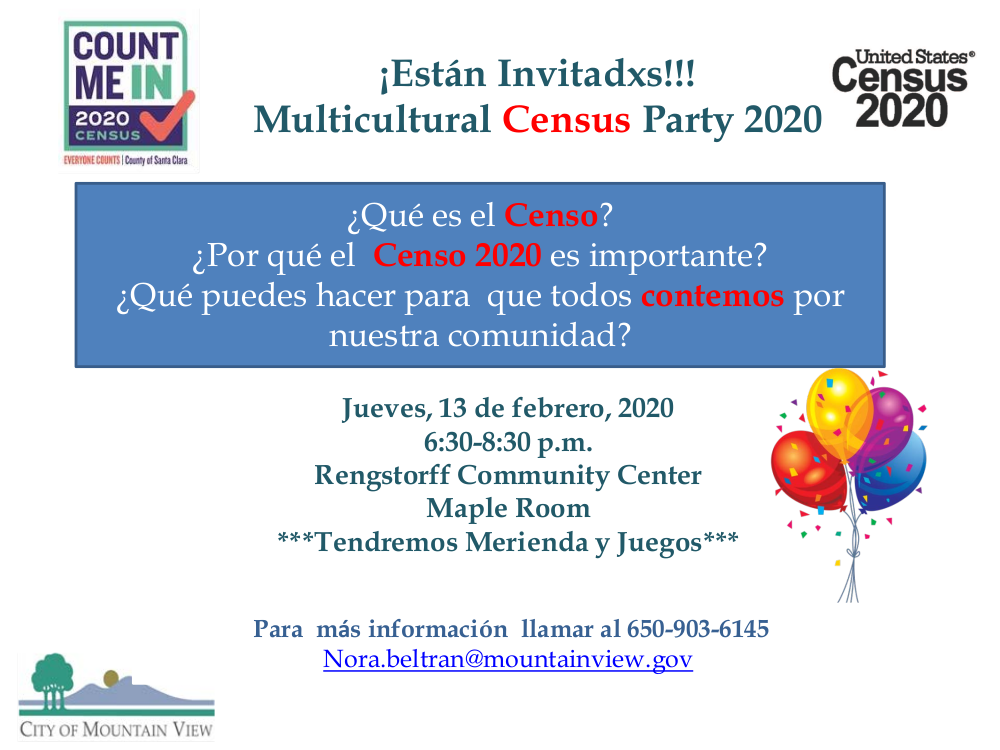 COUNT
ME IN
2020
CENSUS
EVERYONE COUNTS | County of Santa Clara
¡Están Invitadxs!!!
Multicultural Census Party 2020
United States®
Census
2020
¿Qué es el Censo?
¿Por qué el Censo 2020 es importante?
¿Qué puedes hacer para que todos contemos por
nuestra comunidad?
Jueves, 13 de febrero, 2020
6:30-8:30 p.m.
Rengstorff Community Center
Maple Room
***Tendremos Merienda y Juegos***
Para más información llamar al 650-903-6145
Nora.beltran@mountainview.gov
CITY OF MOUNTAIN VIEW